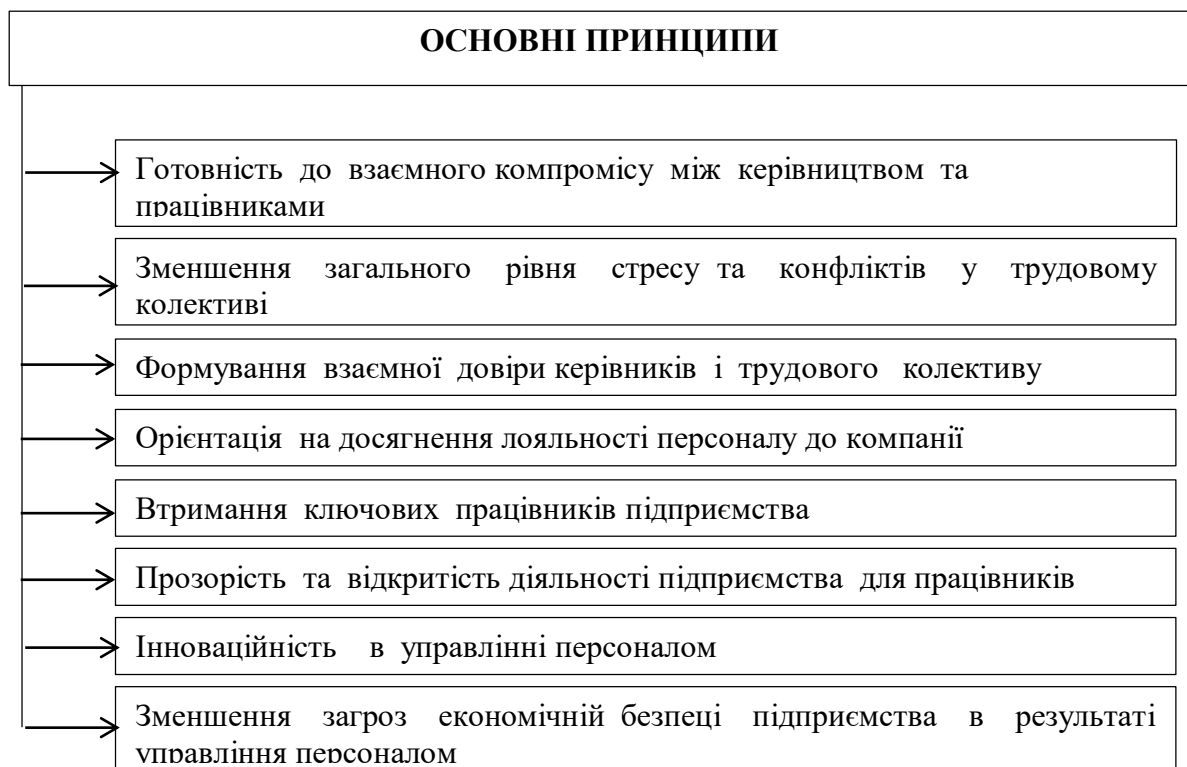 ОСНОВНІ ПРИНЦИПИ
Готовність до взаємного компромісу між керівництвом та
працівниками
Зменшення загального рівня стресу та конфліктів у трудовому
колективі
Формування взаємної довіри керівників і трудового колективу
Орієнтація на досягнення лояльності персоналу до компанії
Втримання ключових працівників підприємства
Прозорість та відкритість діяльності підприємства для працівників
Інноваційність в управлінні персоналом
Зменшення загроз економічній безпеці підприємства в результаті
управління персоналом